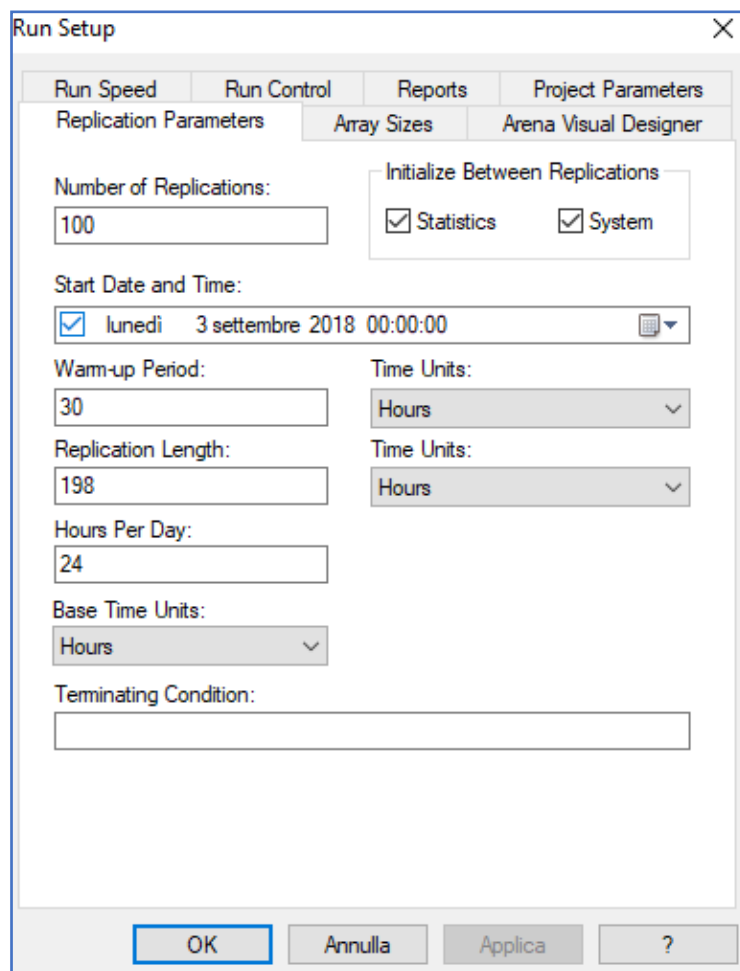 Run Setup
Run Speed Run Control Reports Project Parameters
Replication Parameters Array Sizes Arena Visual Designer
Number of Replications:
100
Initialize Between Replications
Statistics System
Start Date and Time:
lunedì 3 settembre 2018 00:00:00
Warm-up Period: Time Units:
30 Hours
Replication Length: Time Units:
198 Hours
Hours Per Day:
24
Base Time Units:
Hours
Terminating Condition:
OK Annulla Applica ?